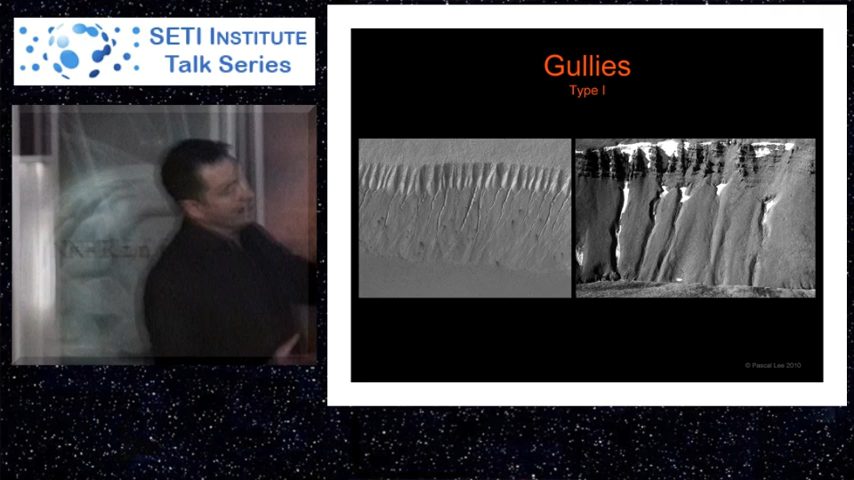 SETI INSTITUTE
Talk Series
Gullies
Type I
© Pascal Lee 2010